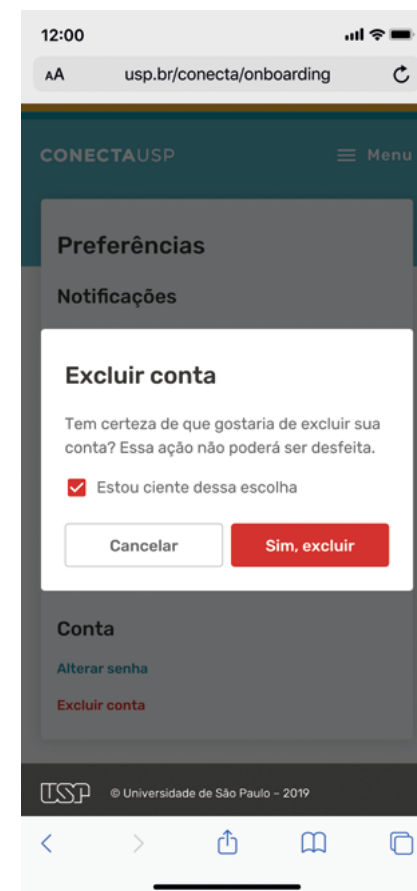 12:00
AA usp.br/conecta/onboarding
CONECTAUSP Menu
Preferências
Notificações
Excluir conta
Tem certeza de que gostaria de excluir sua
conta? Essa ação não poderá ser desfeita.
Estou ciente dessa escolha
Cancelar Sim, excluir
Conta
Alterar senha
Excluir conta
USP © Universidade de São Paulo – 2019